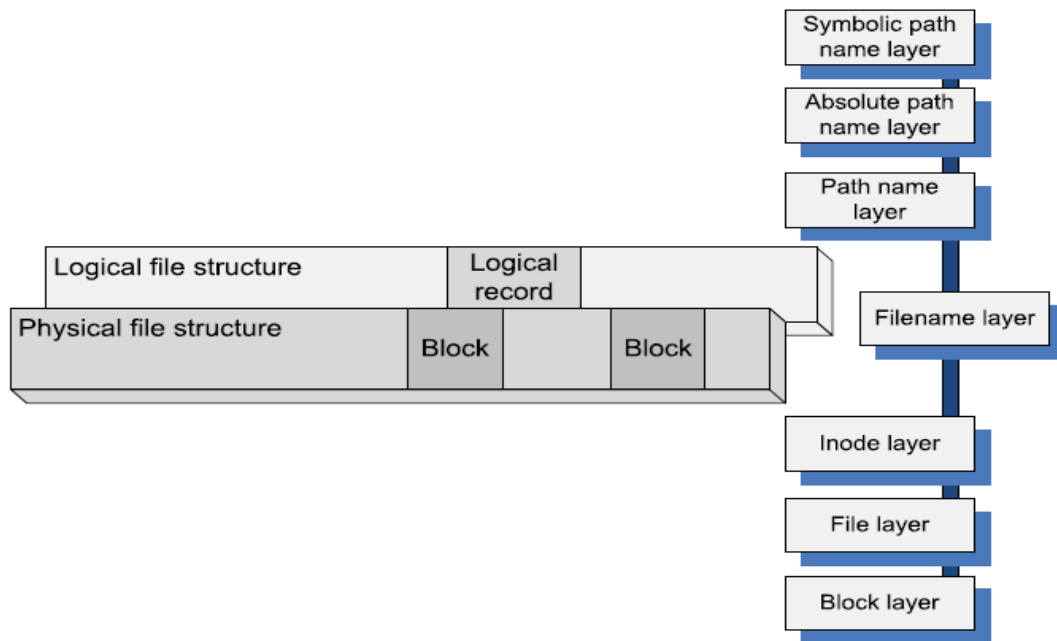 Symbolic path
name layer
Absolute path
name layer
Path name
layer
Logical file structure
Logical
record
Physical file structure
Block
Block
Filename layer
Inode layer
File layer
Block layer